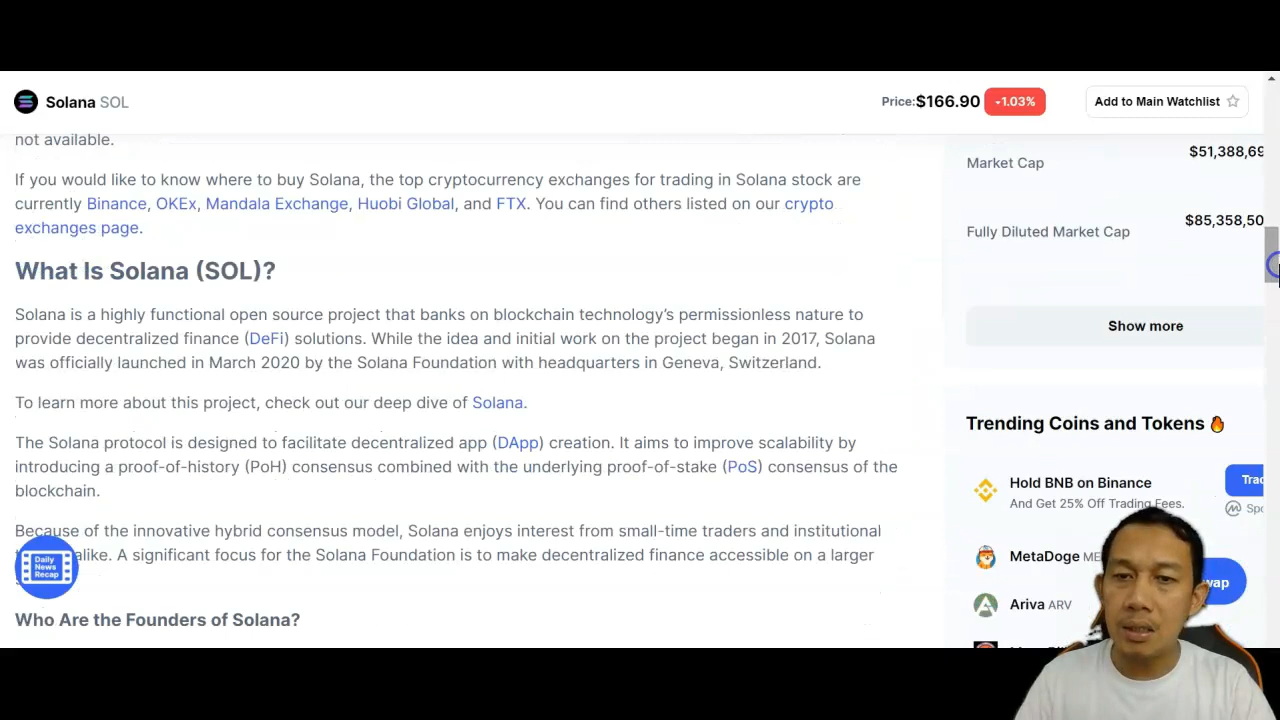 Solana SOL
Price:$166.90 -1.03%
Add to Main Watchlist
not available.
If you would like to know where to buy Solana, the top cryptocurrency exchanges for trading in Solana stock are
currently Binance, OKEx, Mandala Exchange, Huobi Global, and FTX. You can find others listed on our crypto
exchanges page.
What Is Solana (SOL)?
Solana is a highly functional open source project that banks on blockchain technology’s permissionless nature to
provide decentralized finance (DeFi) solutions. While the idea and initial work on the project began in 2017, Solana
was officially launched in March 2020 by the Solana Foundation with headquarters in Geneva, Switzerland.
To learn more about this project, check out our deep dive of Solana.
The Solana protocol is designed to facilitate decentralized app (DApp) creation. It aims to improve scalability by
introducing a proof-of-history (PoH) consensus combined with the underlying proof-of-stake (PoS) consensus of the
blockchain.
Because of the innovative hybrid consensus model, Solana enjoys interest from small-time traders and institutional
alike. A significant focus for the Solana Foundation is to make decentralized finance accessible on a larger
Daily
News
Recap
Who Are the Founders of Solana?
Market Cap
$51,388,69
Fully Diluted Market Cap
$85,358,50
Show more
Trending Coins and Tokens
Hold BNB on Binance
And Get 25% Off Trading Fees.
MetaDoge
Ariva ARV